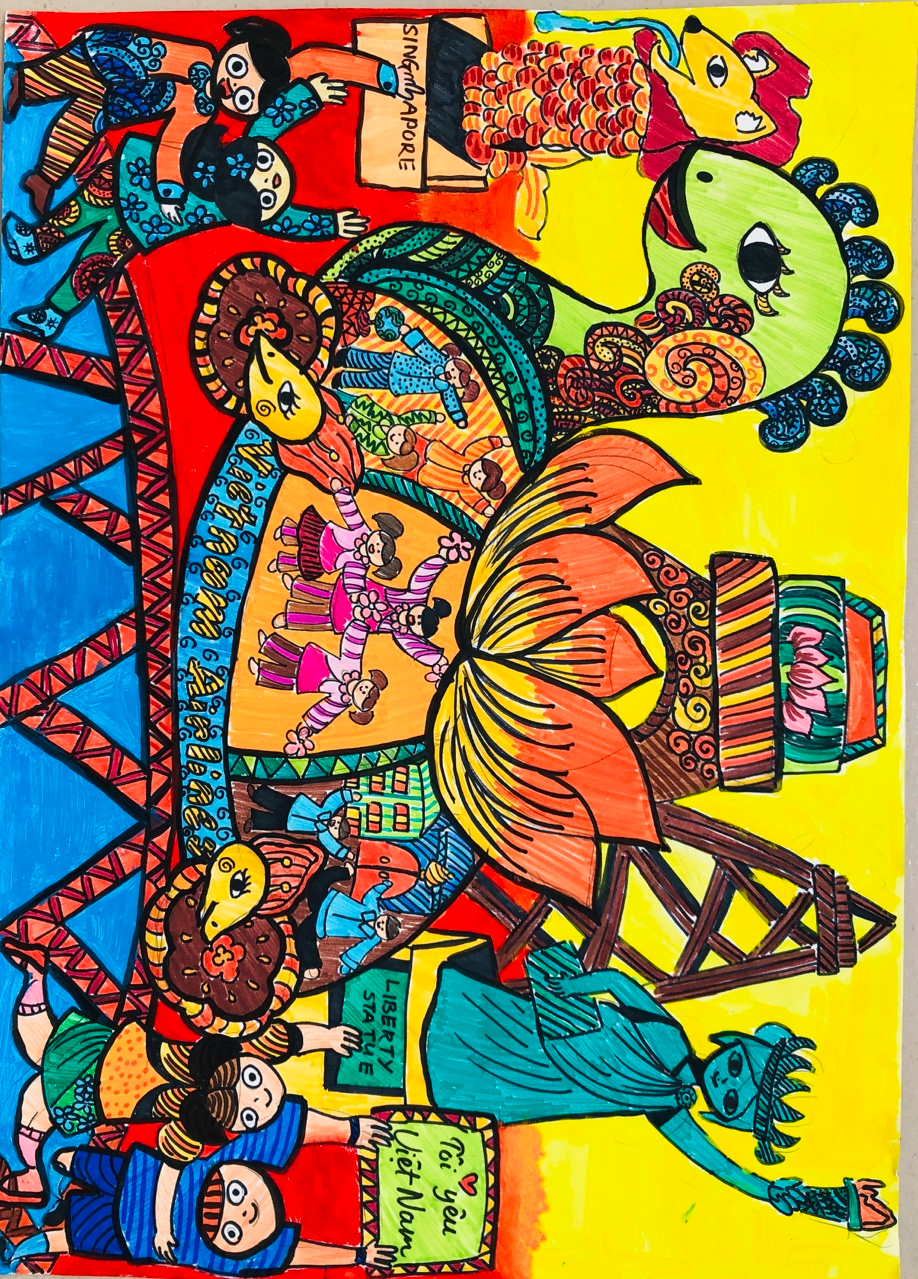 SINgAPORE
VIETNAM AIRLINES
LIBERTY
STATUE
Tôi yêu
Việt Nam